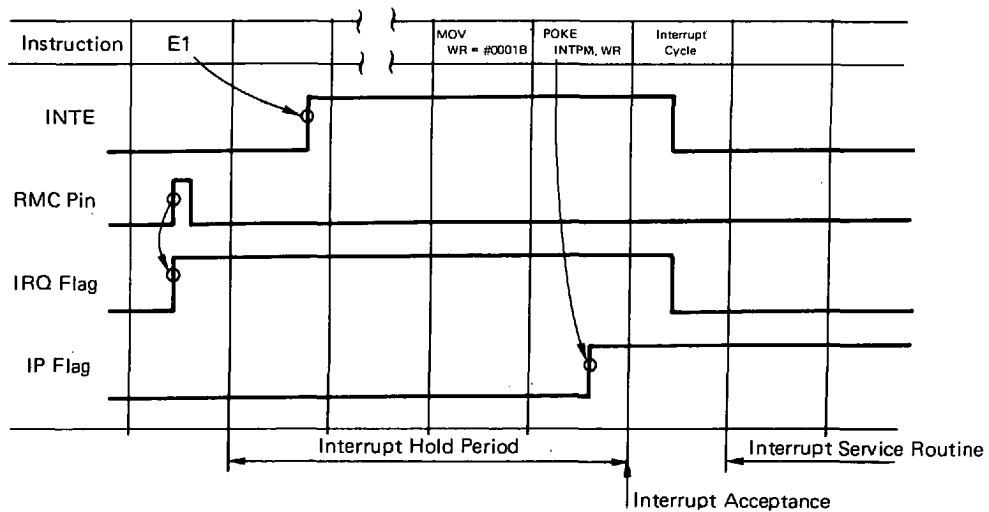 Instruction
E1
MOV
WR = #0001B
POKE
INTPM, WR
Interrupt
Cycle
INTE
RMC Pin
IRQ Flag
IP Flag
Interrupt Hold Period
Interrupt Service Routine
Interrupt Acceptance